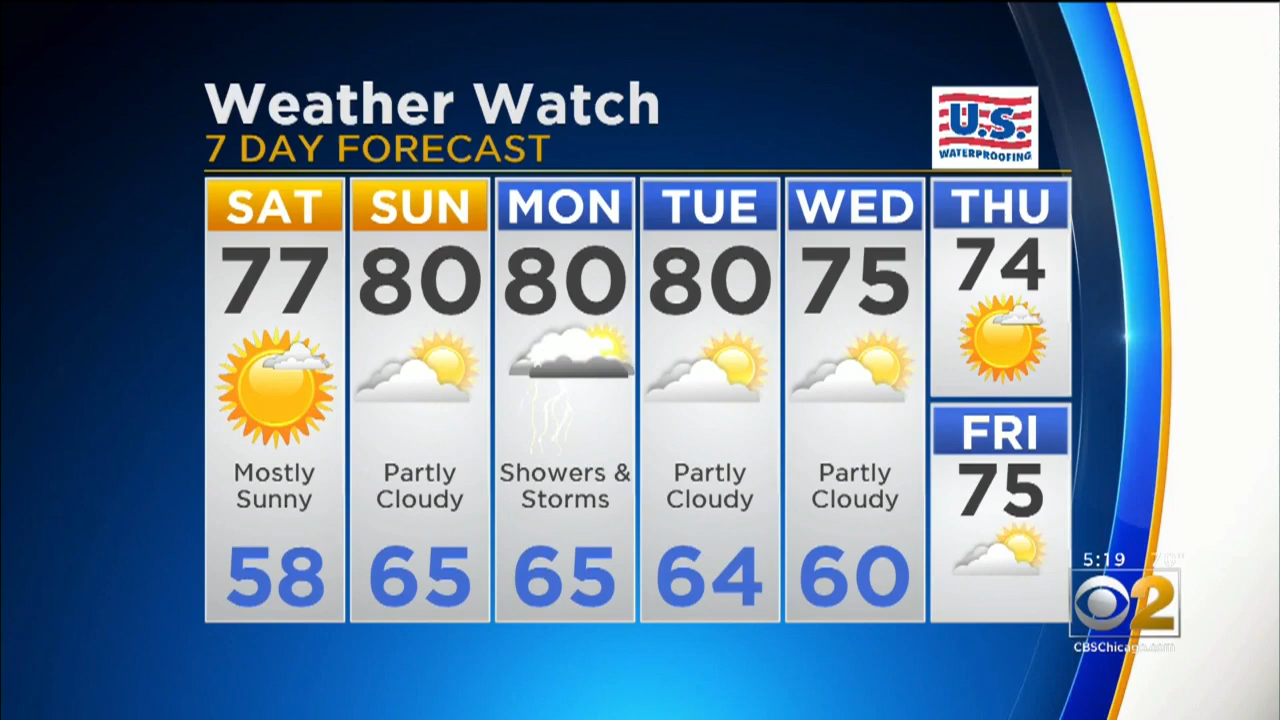 Weather Watch
7 DAY FORECAST
U.S.
WATERPROOFING
SAT
77
Mostly
Sunny
58
SUN
80
Partly
Cloudy
65
MON
80
Showers &
Storms
65
TUE
80
Partly
Cloudy
64
WED
75
Partly
Cloudy
60
THU
74
FRI
75
5:19
2
CBSChicago.com